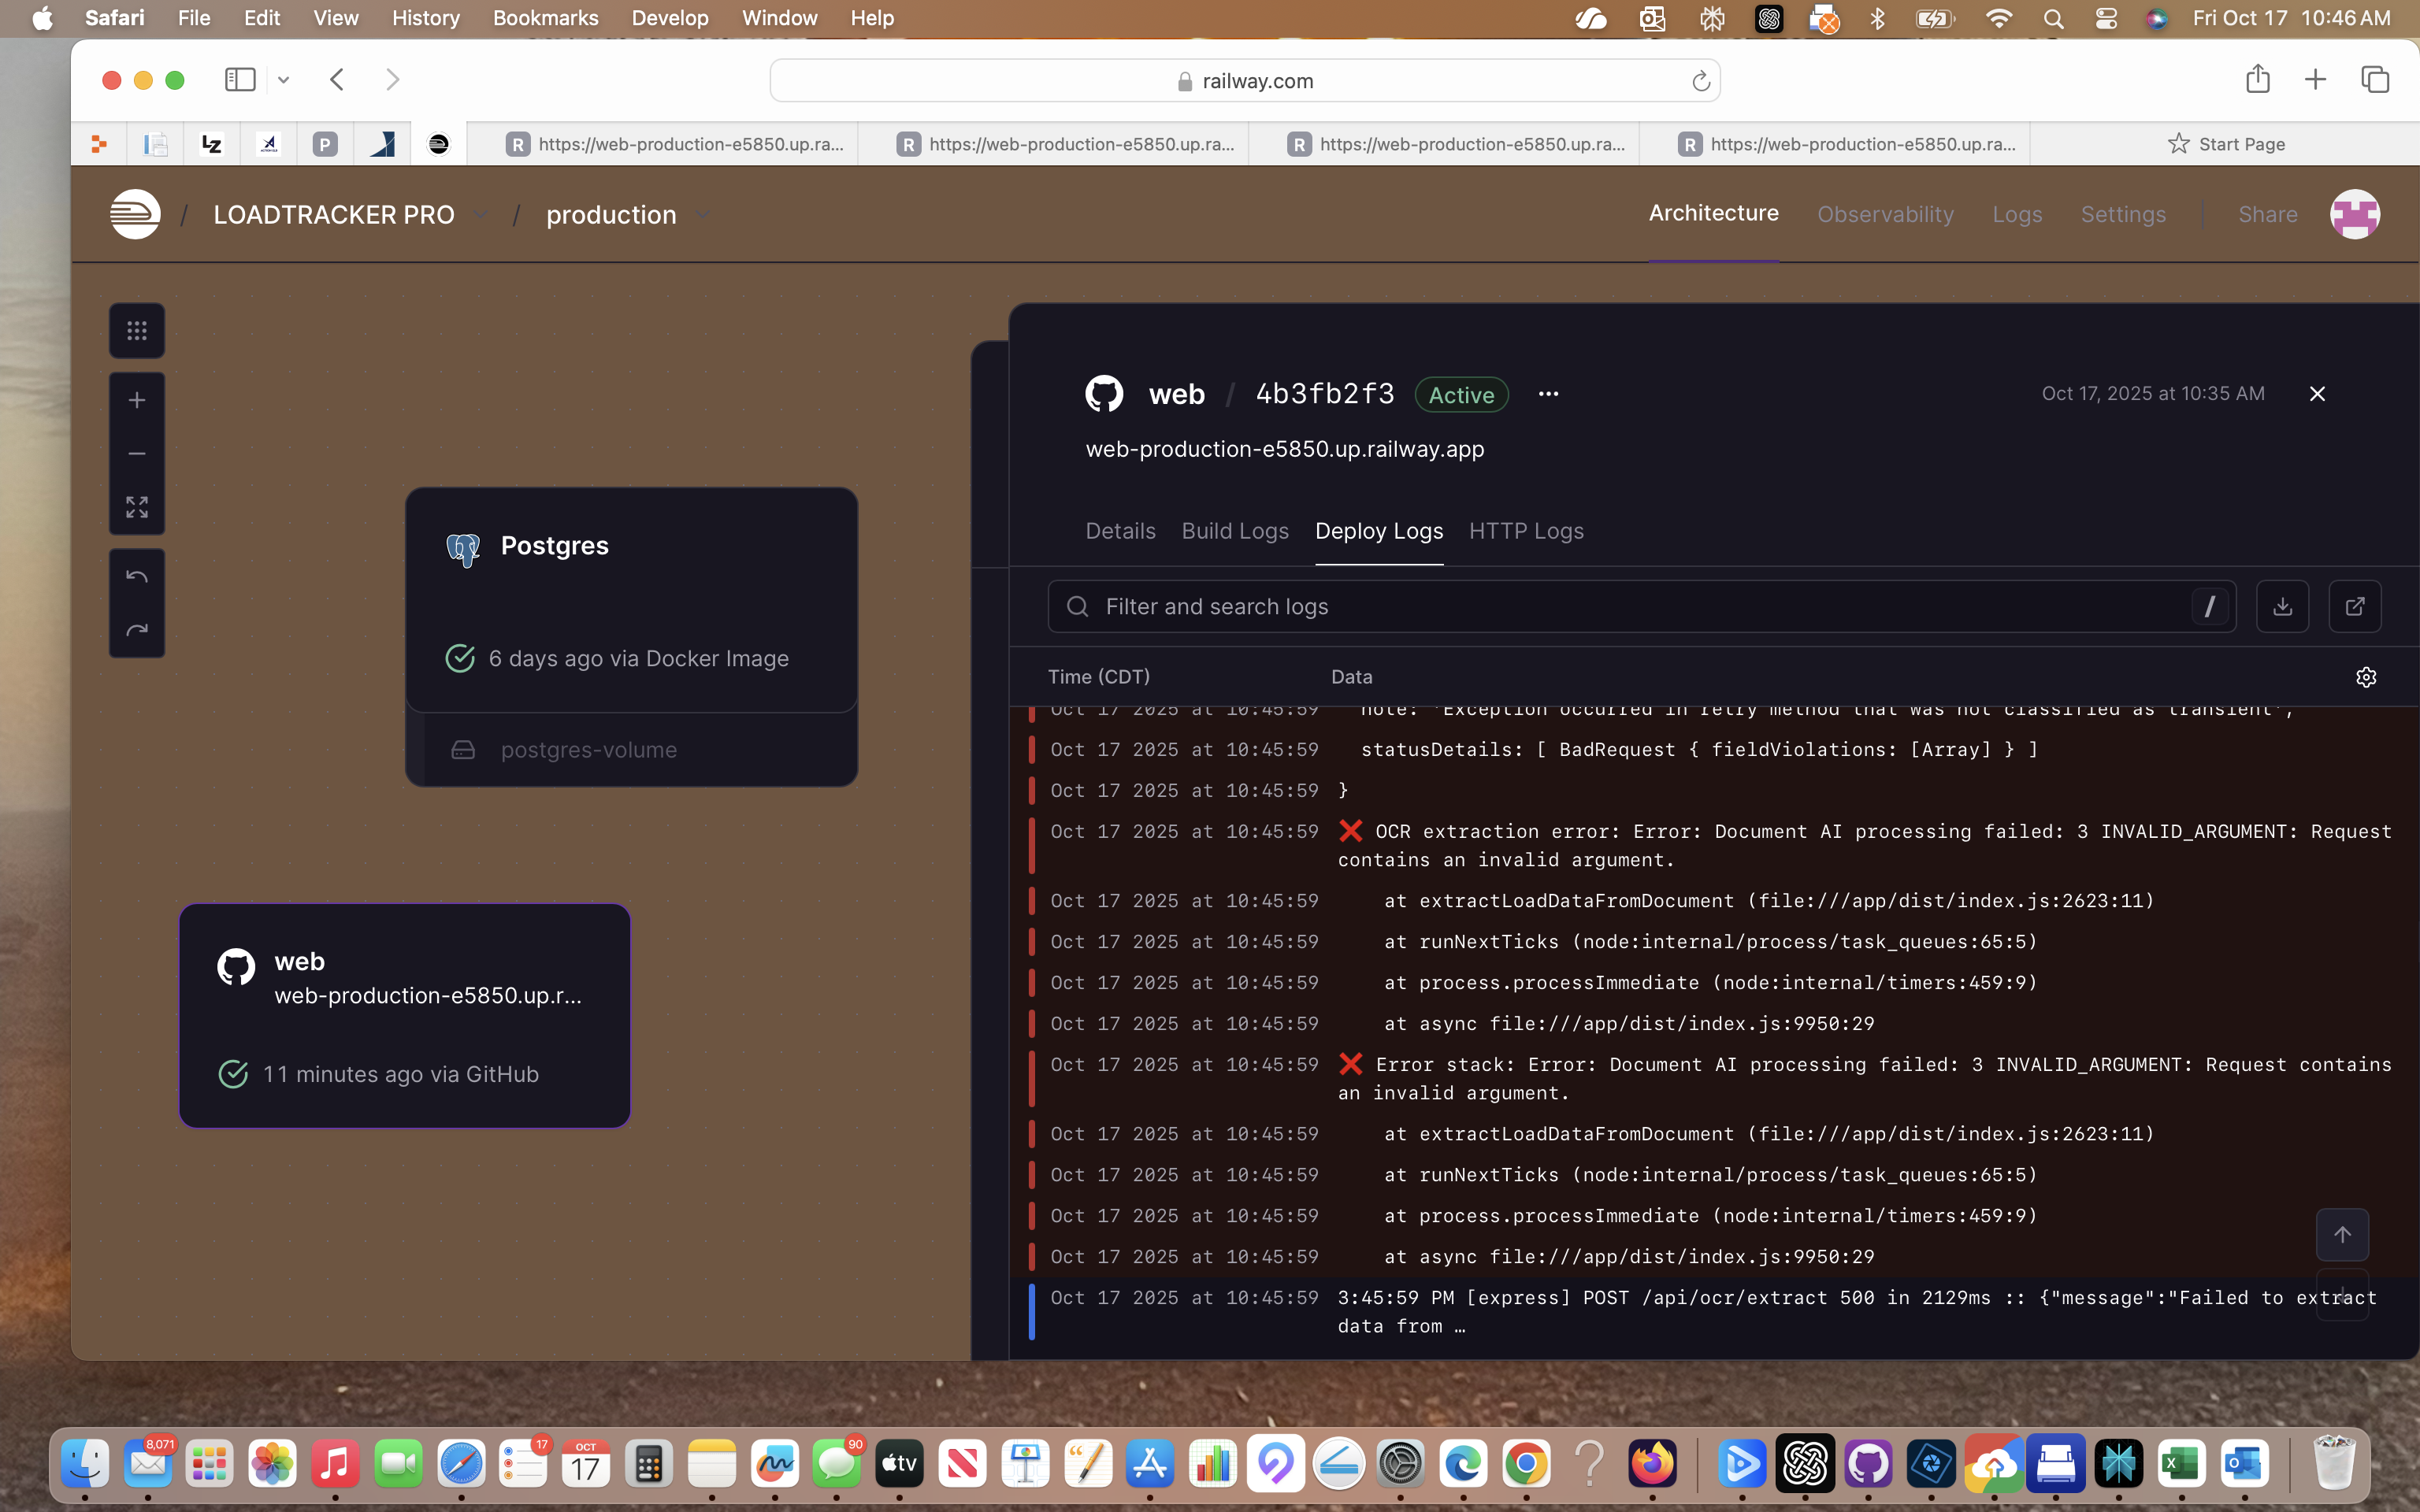 Safari File Edit View History Bookmarks Develop Window Help Fri Oct 17 10:46 AM
railway.com
LZ P R https://web-production-e5850.up.ra... R https://web-production-e5850.up.ra... R https://web-production-e5850.up.ra... R https://web-production-e5850.up.ra... Start Page
/ LOADTRACKER PRO / production Architecture Observability Logs Settings Share
web / 4b3fb2f3 Active ... Oct 17, 2025 at 10:35 AM
web-production-e5850.up.railway.app
Details Build Logs Deploy Logs HTTP Logs
Filter and search logs /
Time (CDT) Data
Postgres
6 days ago via Docker Image
postgres-volume
web
web-production-e5850.up.r...
11 minutes ago via GitHub
Oct 17 2025 at 10:45:59 note: 'Exception occurred in retry method that was not classified as transient',
Oct 17 2025 at 10:45:59 statusDetails: [ BadRequest { fieldViolations: [Array] } ]
Oct 17 2025 at 10:45:59 }
Oct 17 2025 at 10:45:59 ❌ OCR extraction error: Error: Document AI processing failed: 3 INVALID_ARGUMENT: Request
contains an invalid argument.
Oct 17 2025 at 10:45:59 at extractLoadDataFromDocument (file:///app/dist/index.js:2623:11)
Oct 17 2025 at 10:45:59 at runNextTicks (node:internal/process/task_queues:65:5)
Oct 17 2025 at 10:45:59 at process.processImmediate (node:internal/timers:459:9)
Oct 17 2025 at 10:45:59 at async file:///app/dist/index.js:9950:29
Oct 17 2025 at 10:45:59 ❌ Error stack: Error: Document AI processing failed: 3 INVALID_ARGUMENT: Request contains
an invalid argument.
Oct 17 2025 at 10:45:59 at extractLoadDataFromDocument (file:///app/dist/index.js:2623:11)
Oct 17 2025 at 10:45:59 at runNextTicks (node:internal/process/task_queues:65:5)
Oct 17 2025 at 10:45:59 at process.processImmediate (node:internal/timers:459:9)
Oct 17 2025 at 10:45:59 at async file:///app/dist/index.js:9950:29
Oct 17 2025 at 10:45:59 3:45:59 PM [express] POST /api/ocr/extract 500 in 2129ms :: {"message":"Failed to extract
data from …
8,071 17 OCT 17 90 tv